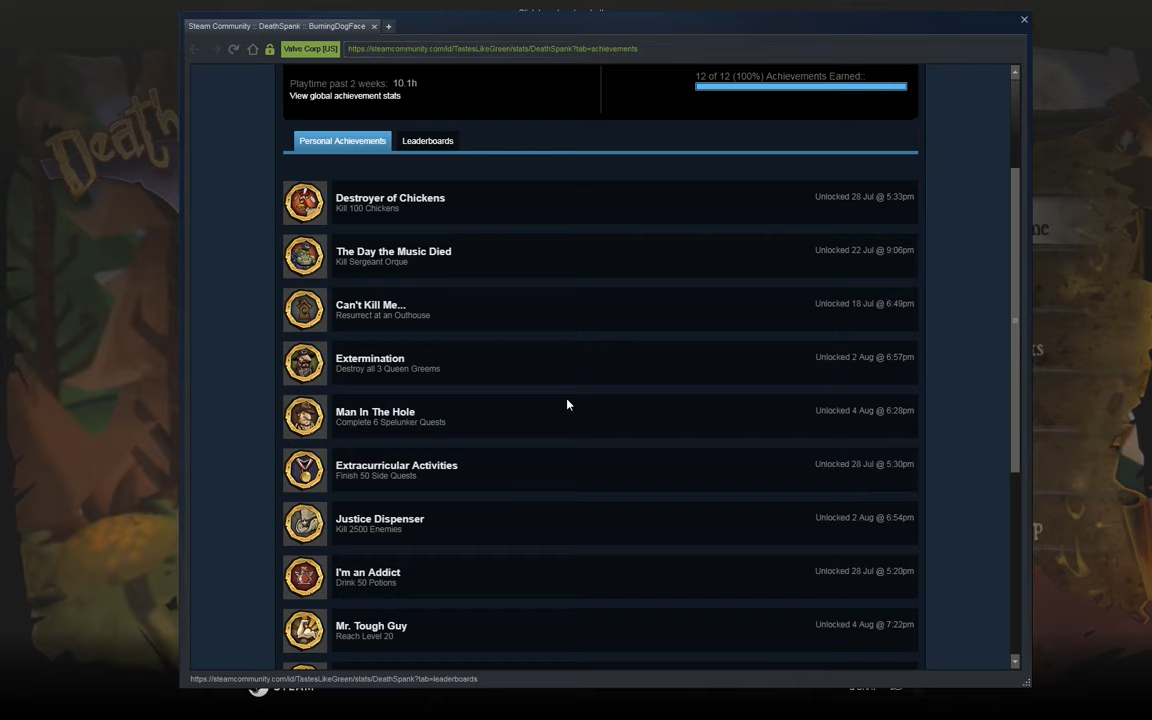 Steam Community :: DeathSpank :: BurningDogFace
Valve Corp [US]
https://steamcommunity.com/id/TastesLikeGreen/stats/DeathSpank?tab=achievements
Playtime past 2 weeks: 10.1h
View global achievement stats
12 of 12 (100%) Achievements Earned::
Personal Achievements
Leaderboards
Destroyer of Chickens
Kill 100 Chickens
Unlocked 28 Jul @ 5:33pm
The Day the Music Died
Kill Sergeant Orque
Unlocked 22 Jul @ 9:06pm
Can't Kill Me...
Resurrect at an Outhouse
Unlocked 18 Jul @ 6:49pm
Extermination
Destroy all 3 Queen Greems
Unlocked 2 Aug @ 6:57pm
Man In The Hole
Complete 6 Spelunker Quests
Unlocked 4 Aug @ 6:28pm
Extracurricular Activities
Finish 50 Side Quests
Unlocked 28 Jul @ 5:30pm
Justice Dispenser
Kill 2500 Enemies
Unlocked 2 Aug @ 6:54pm
I'm an Addict
Drink 50 Potions
Unlocked 28 Jul @ 5:20pm
Mr. Tough Guy
Reach Level 20
Unlocked 4 Aug @ 7:22pm
https://steamcommunity.com/id/TastesLikeGreen/stats/DeathSpank?tab=leaderboards
Death